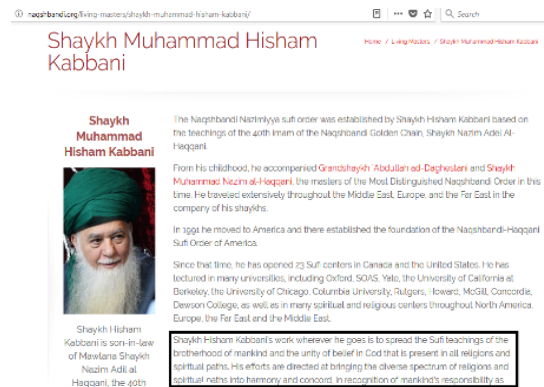 naqshbandi.org/living-masters/shaykh-muhammad-hisham-kabbani/
Search
Shaykh Muhammad Hisham
Kabbani
Home / Living Masters / Shaykh Muhammad Hisham Kabbani
Shaykh
Muhammad
Hisham Kabbani
Shaykh Hisham
Kabbani is son-in-law
of Mawlana Shaykh
Nazim Adil al
Haqqani, the 40th
The Naqshbandi Nazimiyya sufi order was established by Shaykh Hisham Kabbani based on
the teachings of the 40th imam of the Naqshbandi Golden Chain, Shaykh Nazim Adel Al-
Haqqani.
From his childhood, he accompanied Grandshaykh 'Abdullah ad-Daghestani and Shaykh
Muhammad Nazim al-Haqqani, the masters of the Most Distinguished Naqshbandi Order in this
time. He traveled extensively throughout the Middle East, Europe, and the Far East in the
company of his shaykhs.
In 1991 he moved to America and there established the foundation of the Naqshbandi-Haqqani
Sufi Order of America.
Since that time, he has opened 23 Sufi centers in Canada and the United States. He has
lectured in many universities, including Oxford, SOAS, Yale, the University of California at
Berkeley, the University of Chicago, Columbia University, Rutgers, Howard, McGill, Concordia,
Dawson College, as well as in many spiritual and religious centers throughout North America,
Europe, the Far East and the Middle East.
Shaykh Hisham Kabbani's work wherever he goes is to spread the Sufi teachings of the
brotherhood of mankind and the unity of belief in God that is present in all religions and
spiritual paths. His efforts are directed at bringing the diverse spectrum of religions and
spiritual paths into harmony and concord, in recognition of mankind's responsibility as